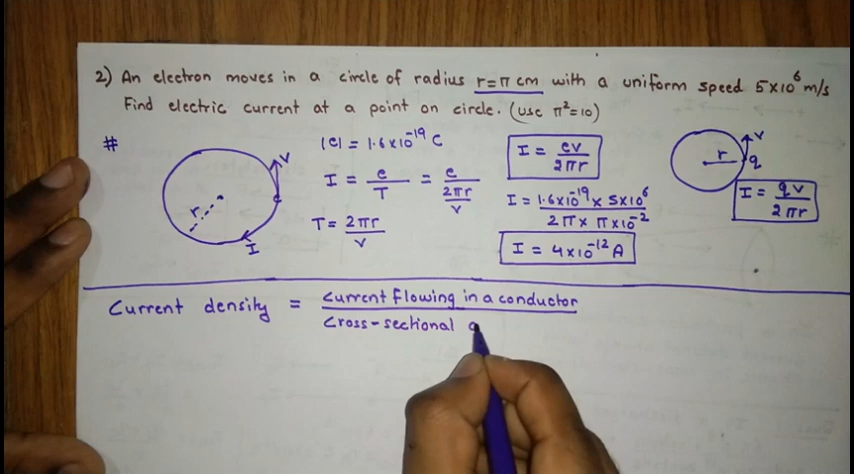 2) An electron moves in a circle of radius r=π cm with a uniform speed 5×10⁶ m/s
Find electric current at a point on circle. (use π²=10)
#
v
r
I
|e| = 1.6×10⁻¹⁹ C
I = e/T = e/(2πr/v)
T = 2πr/v
I = ev/2πr
I = 1.6×10⁻¹⁹ × 5×10⁶ / 2π × π×10⁻²
I = 4×10⁻¹² A
v
r
q
I = qv/2πr
Current density = Current flowing in a conductor
Cross-sectional a